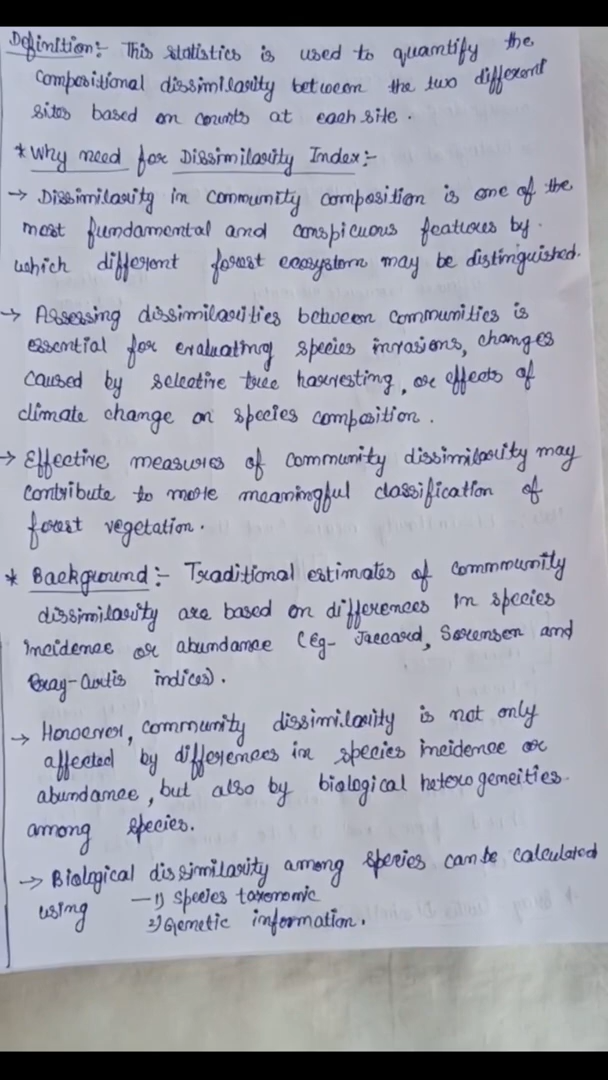 Definition:- This statistics is used to quantify the
compositional dissimilarity between the two different
sites based on counts at each site.
* Why need for Dissimilarity Index:-
→ Dissimilarity in community composition is one of the
most fundamental and conspicuous features by
which different forest ecosystem may be distinguished.
→ Assessing dissimilarities between communities is
essential for evaluating species invasions, changes
caused by selective tree harvesting, or effects of
climate change on species composition.
→ Effective measures of community dissimilarity may
contribute to more meaningful classification of
forest vegetation.
* Background:- Traditional estimates of commmunity
dissimilarity are based on differences in species
incidence or abundance (eg- Jaccard, Sorensen and
Bray-Curtis indices).
→ However, community dissimilarity is not only
affected by differences in species incidence or
abundance, but also by biological heterogeneities
among species.
→ Biological dissimilarity among species can be calculated
using —1) Species taxonomic
2) Genetic information.